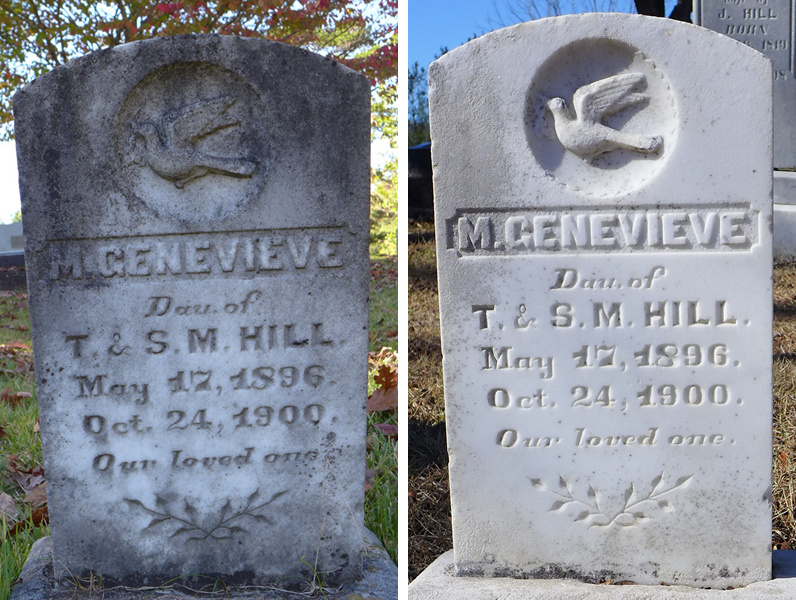 M. GENEVIEVE
Dau. of
T. & S. M. HILL.
May 17, 1896.
Oct. 24, 1900.
Our loved one
M. GENEVIEVE
Dau. of
T. & S. M. HILL.
May 17, 1896.
Oct. 24, 1900.
Our loved one.
J. HILL
BORN
1849